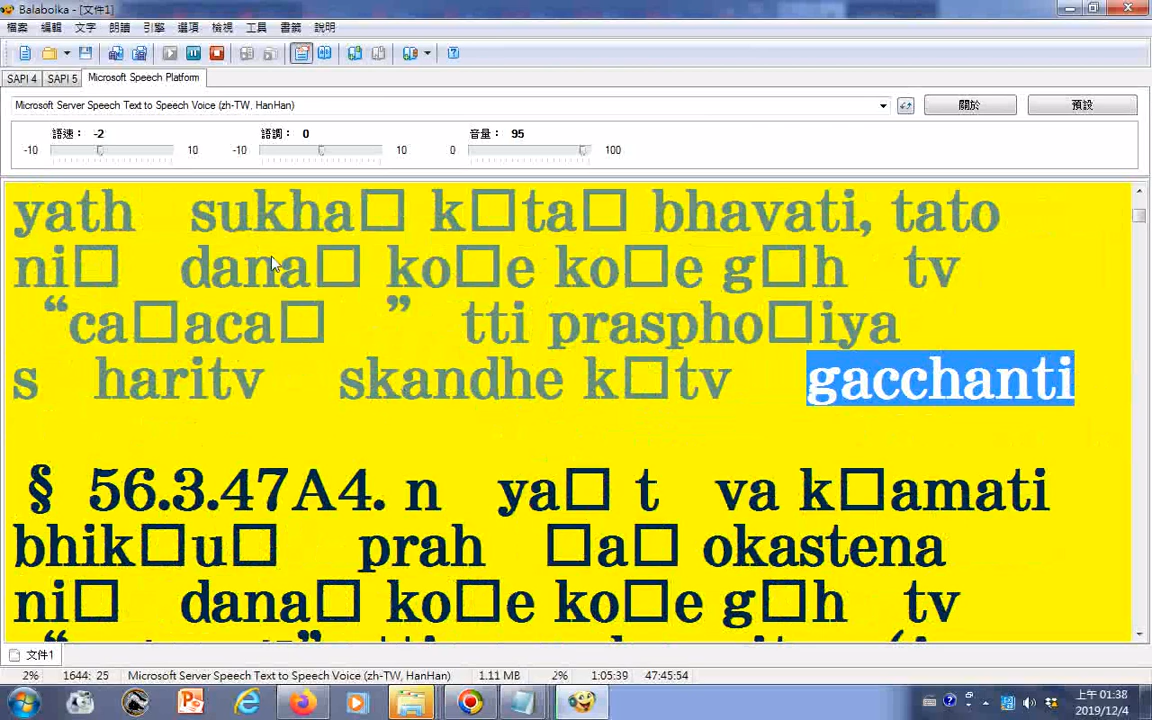 Balabolka - [文件1]
檔案 編輯 文字 朗讀 引擎 選項 檢視 工具 書籤 說明
SAPI 4 SAPI 5 Microsoft Speech Platform
Microsoft Server Speech Text to Speech Voice (zh-TW, HanHan) 關於 預設
語速： -2 語調： 0 音量： 95
-10 10 -10 10 0 100
yath sukha□ k□ta□ bhavati, tato
ni□ dana□ ko□e ko□e g□h tv
“ca□aca□ ” tti praspho□iya
s haritv skandhe k□tv gacchanti
§ 56.3.47A4. n ya□ t va k□amati
bhik□u□ prah □a□ okastena
ni□ dana□ ko□e ko□e g□h tv
文件1
2% 1644: 25 Microsoft Server Speech Text to Speech Voice (zh-TW, HanHan) 1.11 MB 2% 1:05:39 47:45:54
上午 01:38
2019/12/4